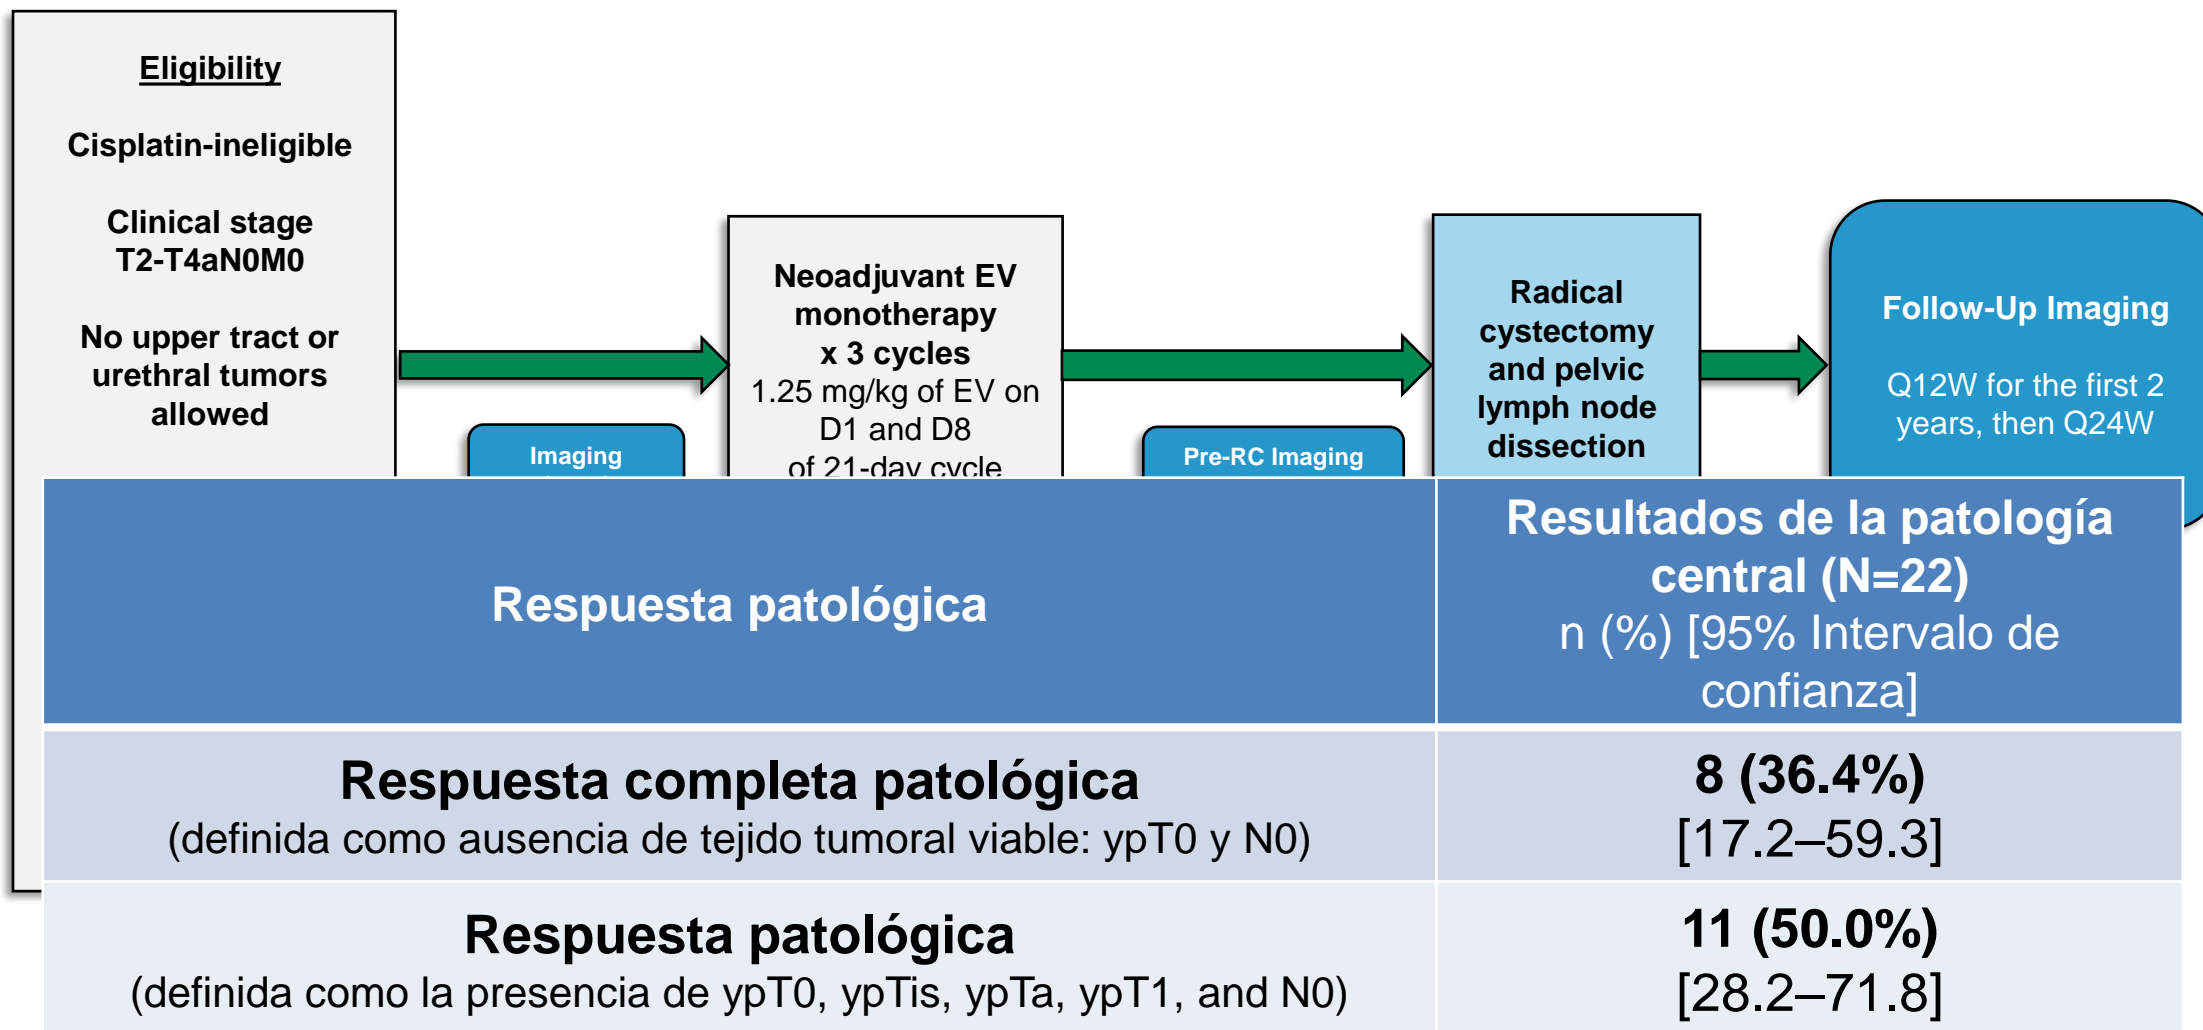 Eligibility
Cisplatin-ineligible
Clinical stage
T2-T4aN0M0
No upper tract or
urethral tumors
allowed
Imaging
Neoadjuvant EV
monotherapy
x 3 cycles
1.25 mg/kg of EV on
D1 and D8
of 21-day cycle
Pre-RC Imaging
Radical
cystectomy
and pelvic
lymph node
dissection
Follow-Up Imaging
Q12W for the first 2
years, then Q24W
Respuesta patológica
Resultados de la patología
central (N=22)
n (%) [95% Intervalo de
confianza]
Respuesta completa patológica
(definida como ausencia de tejido tumoral viable: ypT0 y N0)
8 (36.4%)
[17.2–59.3]
Respuesta patológica
(definida como la presencia de ypT0, ypTis, ypTa, ypT1, and N0)
11 (50.0%)
[28.2–71.8]